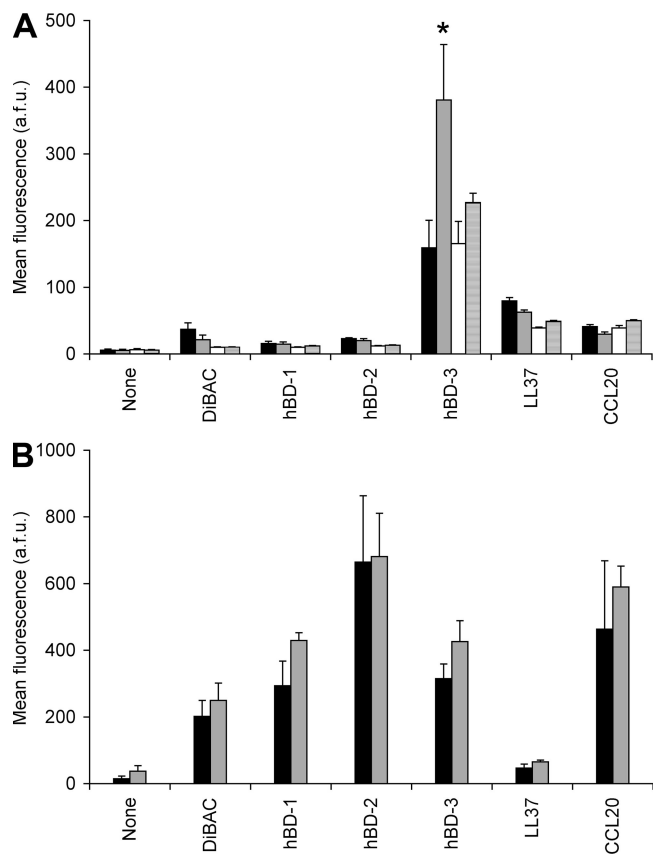 A
*
500
400
300
200
100
0
Mean fluorescence (a.f.u.)
None
DiBAC
hBD-1
hBD-2
hBD-3
LL37
CCL20
B
1000
800
600
400
200
0
Mean fluorescence (a.f.u.)
None
DiBAC
hBD-1
hBD-2
hBD-3
LL37
CCL20